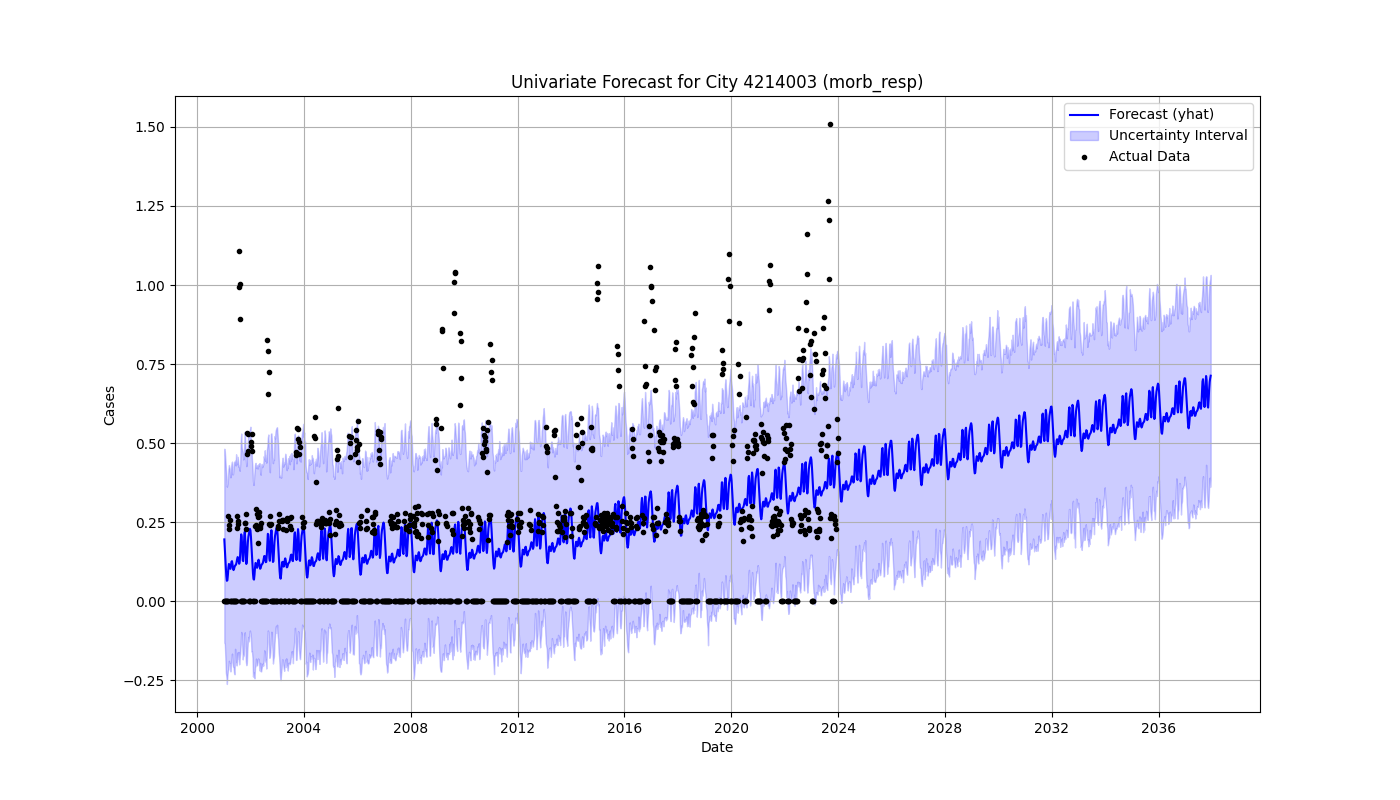 Univariate Forecast for City 4214003 (morb_resp)
Forecast (yhat)
Uncertainty Interval
Actual Data
Cases
1.50
1.25
1.00
0.75
0.50
0.25
0.00
−0.25
2000 2004 2008 2012 2016 2020 2024 2028 2032 2036
Date